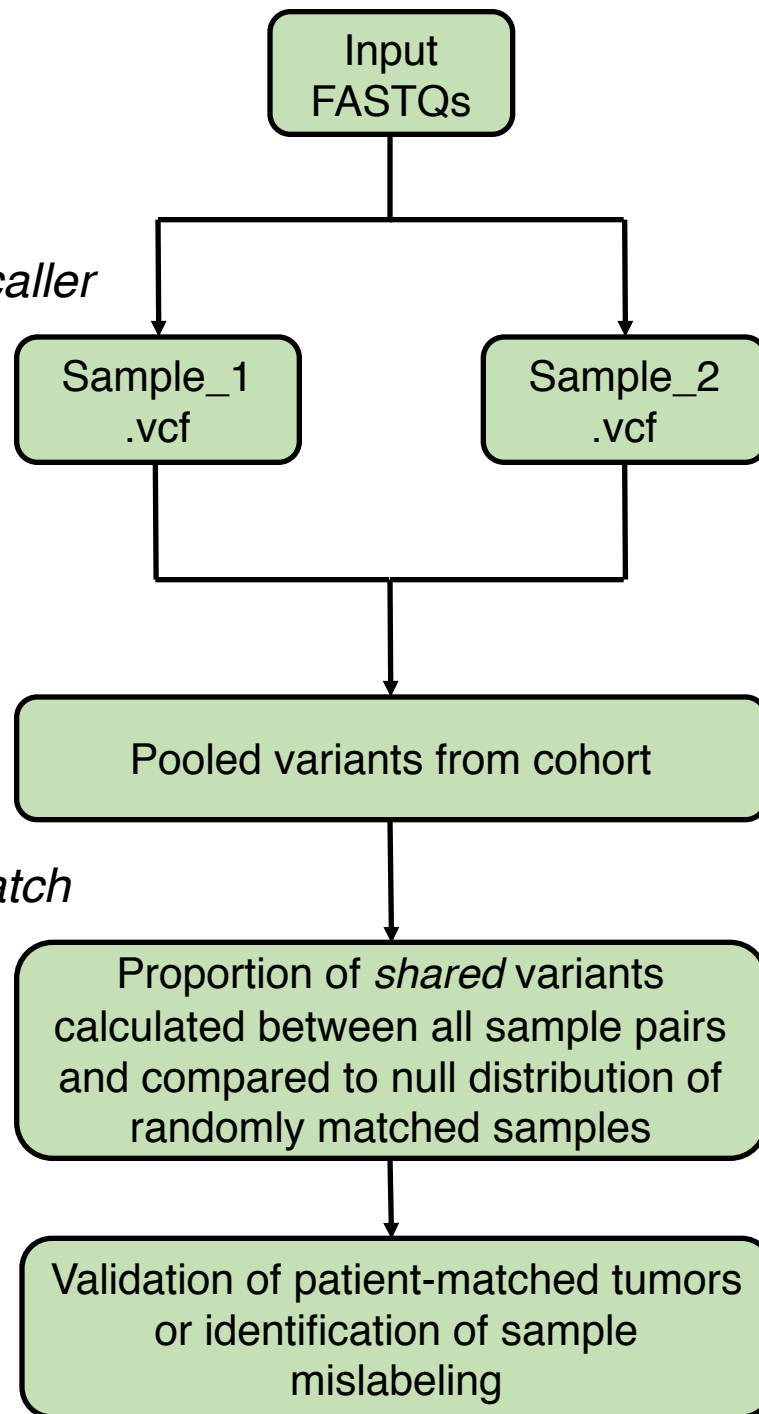 Input
FASTQs
caller
Sample_1
.vcf
Sample_2
.vcf
Pooled variants from cohort
atch
Proportion of shared variants
calculated between all sample pairs
and compared to null distribution of
randomly matched samples
Validation of patient-matched tumors
or identification of sample
mislabeling